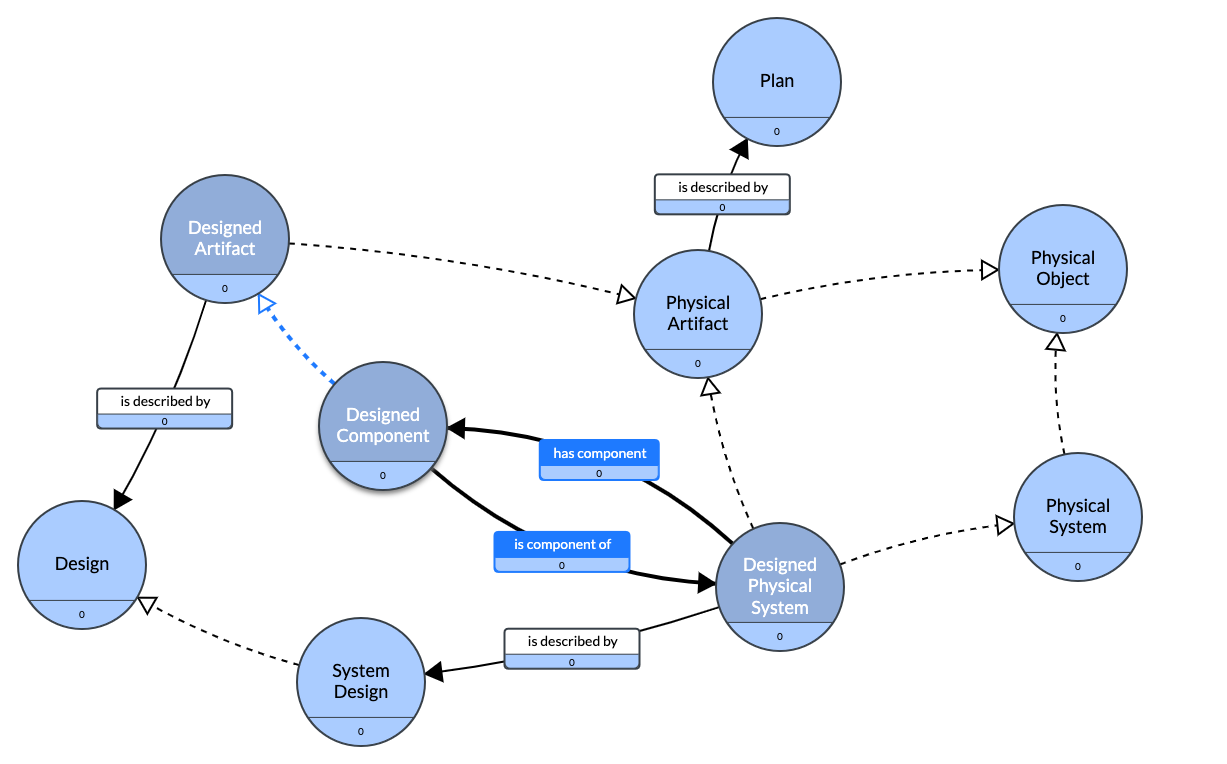 Plan
0
is described by
0
Designed
Artifact
0
Physical
Object
0
Physical
Artifact
0
is described by
0
Designed
Component
0
has component
0
Physical
System
0
is component of
0
Design
0
Designed
Physical
System
0
is described by
0
System
Design
0